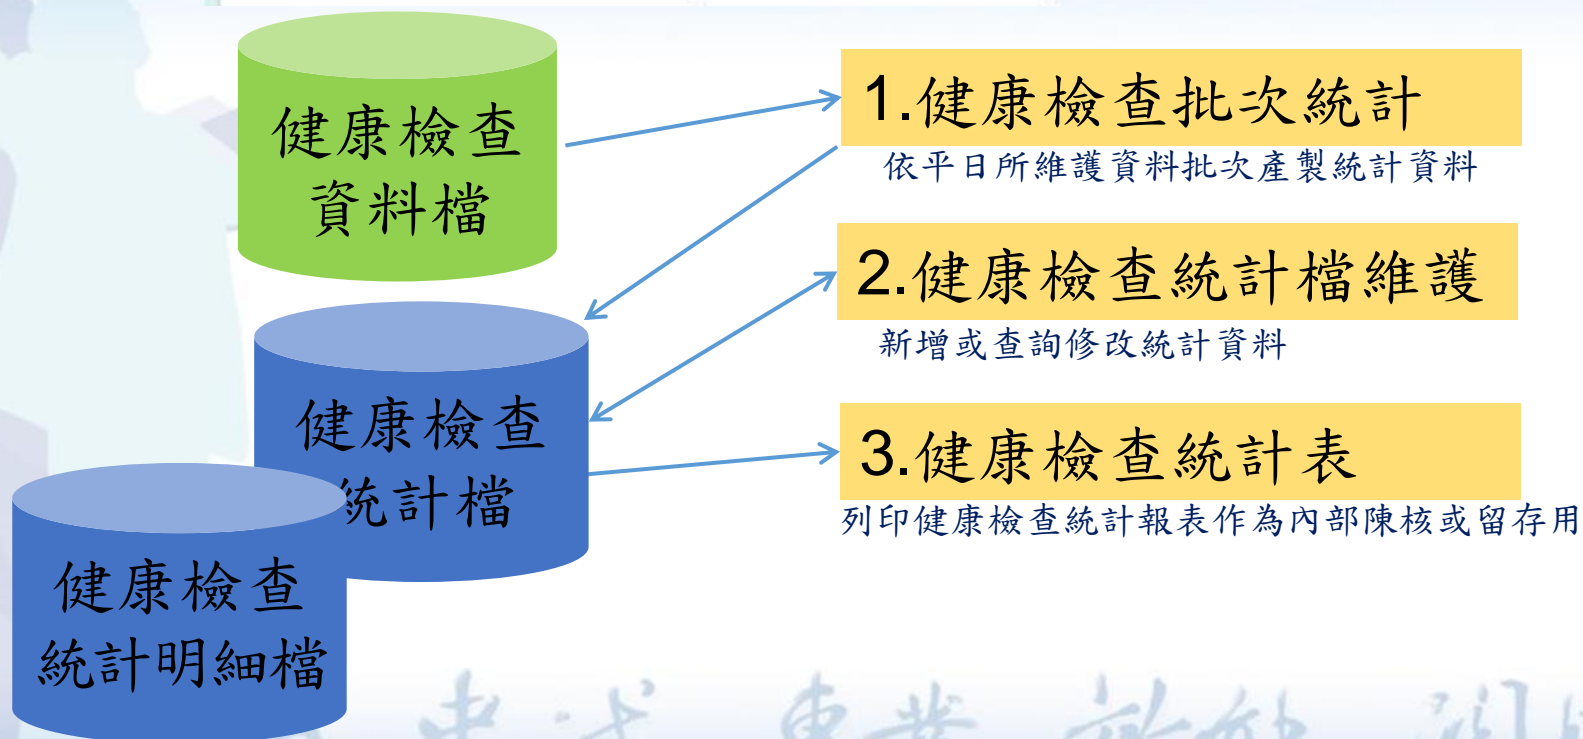 健康檢查
資料檔
1.健康檢查批次統計
依平日所維護資料批次產製統計資料
2.健康檢查統計檔維護
新增或查詢修改統計資料
健康檢查
統計檔
3.健康檢查統計表
列印健康檢查統計報表作為內部陳核或留存用
健康檢查
統計明細檔